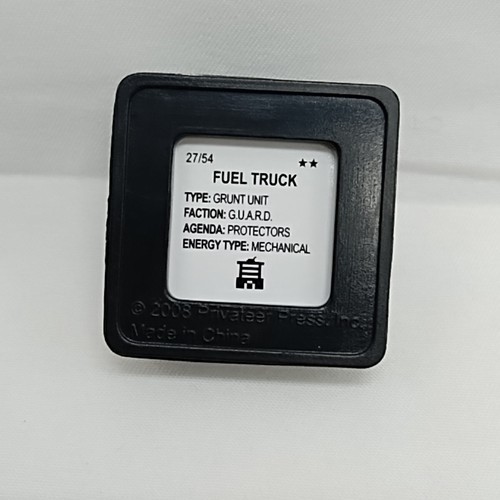 27/54 ★★
FUEL TRUCK
TYPE: GRUNT UNIT
FACTION: G.U.A.R.D.
AGENDA: PROTECTORS
ENERGY TYPE: MECHANICAL
© 2008 Privateer Press, Inc.
Made in China